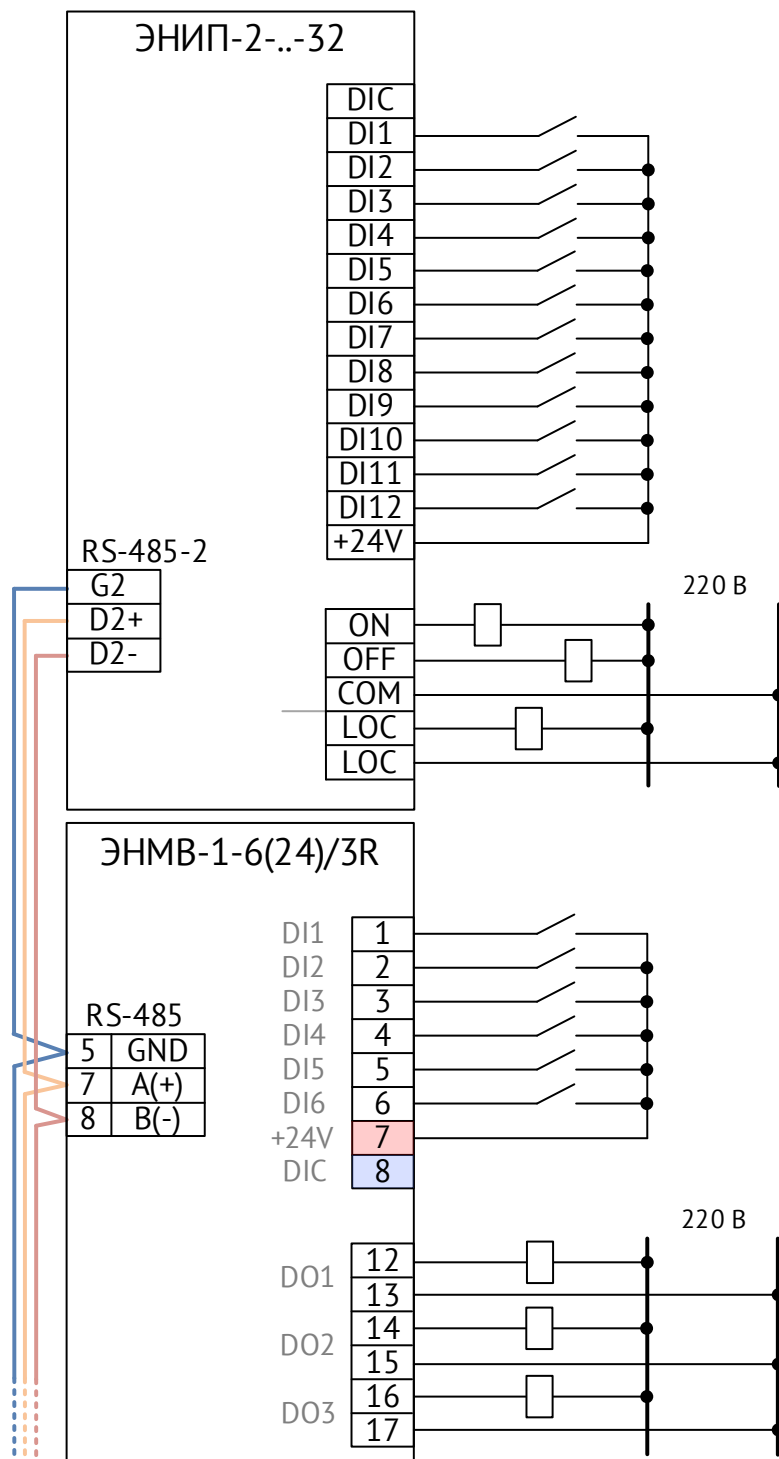 ЭНИП-2-..-32
DIC
DI1
DI2
DI3
DI4
DI5
DI6
DI7
DI8
DI9
DI10
DI11
DI12
+24V
RS-485-2
G2
D2+
D2-
220 В
ON
OFF
COM
LOC
LOC
ЭНМВ-1-6(24)/3R
DI1 1
DI2 2
DI3 3
DI4 4
DI5 5
DI6 6
+24V 7
DIC 8
RS-485
5 GND
7 A(+)
8 B(-)
220 В
DO1 12
13
DO2 14
15
DO3 16
17